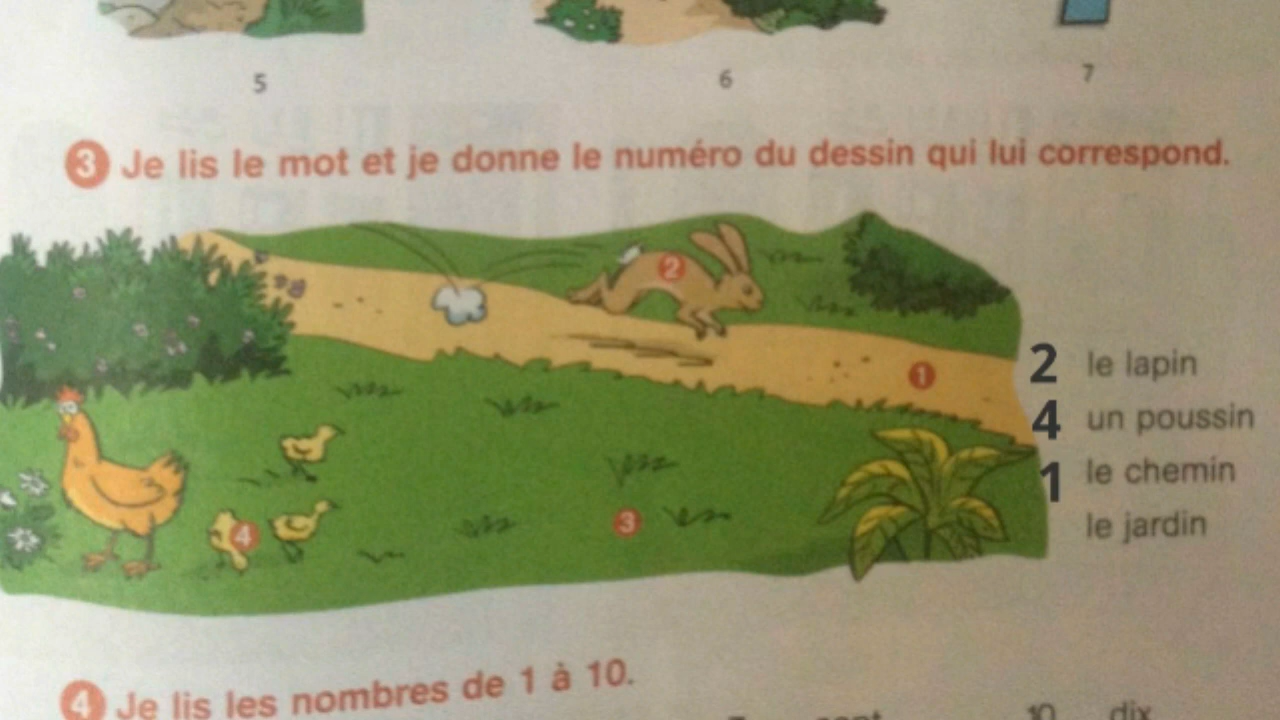 5 6 7
3 Je lis le mot et je donne le numéro du dessin qui lui correspond.
2
1
3
4
2 le lapin
4 un poussin
1 le chemin
le jardin
4 Je lis les nombres de 1 à 10.
10 dix